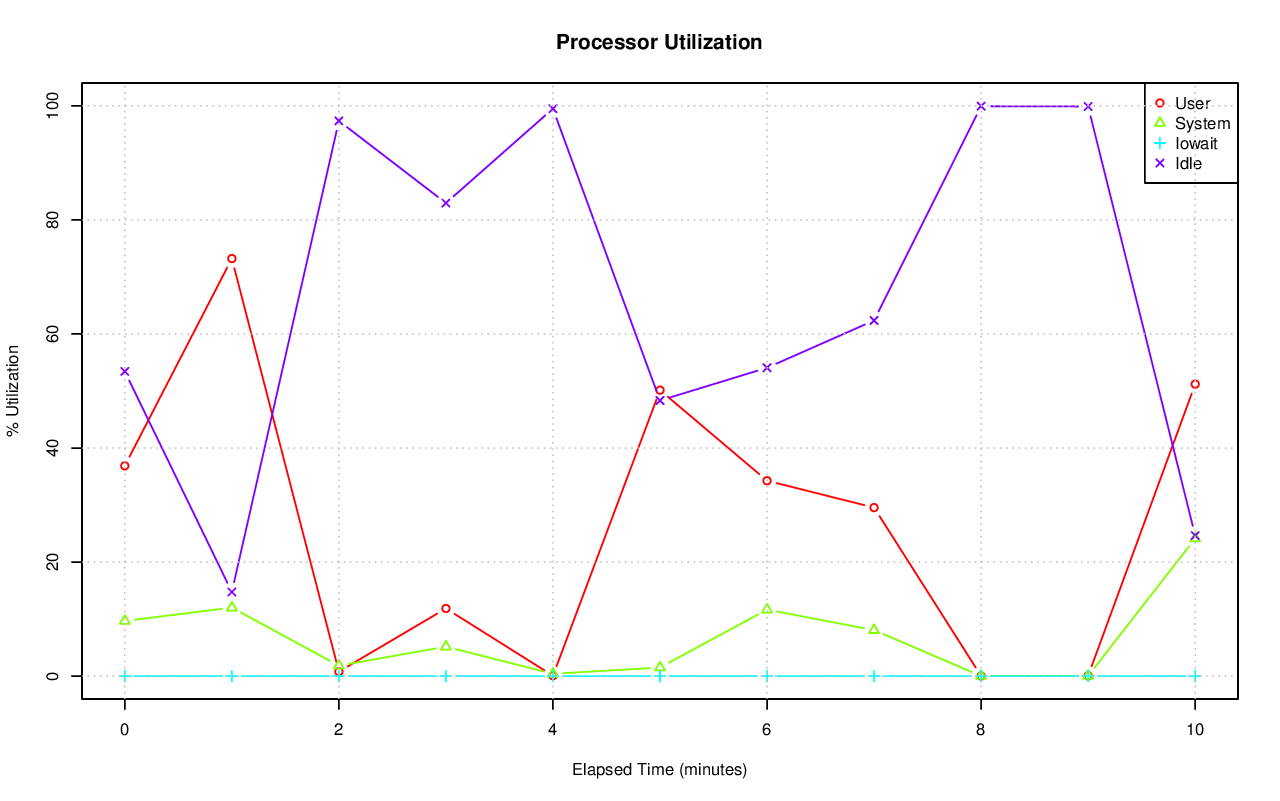 Processor Utilization
% Utilization
100
80
60
40
20
0
0 2 4 6 8 10
Elapsed Time (minutes)
User
System
Iowait
Idle